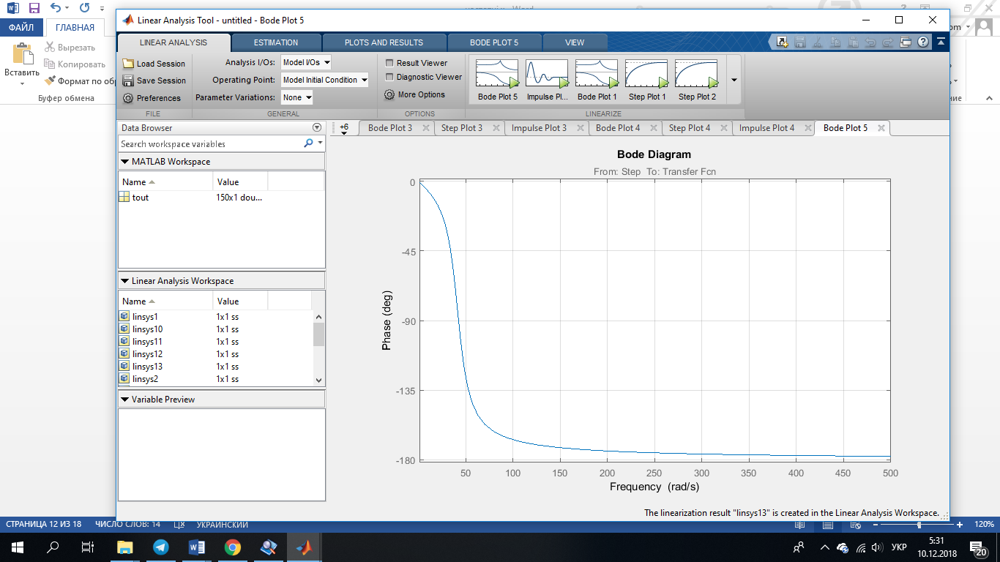 Linear Analysis Tool - untitled - Bode Plot 5
ФАЙЛ
ГЛАВНАЯ
Вставить
Вырезать
Копировать
Формат по об
Буфер обмена
LINEAR ANALYSIS
ESTIMATION
PLOTS AND RESULTS
BODE PLOT 5
VIEW
Load Session
Save Session
Preferences
FILE
Analysis I/Os:
Model I/Os
Operating Point:
Model Initial Condition
Parameter Variations:
None
GENERAL
Result Viewer
Diagnostic Viewer
More Options
OPTIONS
Bode Plot 5
Impulse Pl...
Bode Plot 1
Step Plot 1
Step Plot 2
LINEARIZE
Data Browser
Search workspace variables
MATLAB Workspace
Name Value
tout 150x1 dou...
Linear Analysis Workspace
Name Value
linsys1 1x1 ss
linsys10 1x1 ss
linsys11 1x1 ss
linsys12 1x1 ss
linsys13 1x1 ss
linsys2 1x1 ss
Variable Preview
+6
Bode Plot 3
Step Plot 3
Impulse Plot 3
Bode Plot 4
Step Plot 4
Impulse Plot 4
Bode Plot 5
Bode Diagram
From: Step To: Transfer Fcn
Phase (deg)
0
-45
-90
-135
-180
50 100 150 200 250 300 350 400 450 500
Frequency (rad/s)
The linearization result "linsys13" is created in the Linear Analysis Workspace.
СТРАНИЦА 12 ИЗ 18
ЧИСЛО СЛОВ: 14
УКРАИНСКИЙ
120%
УКР
5:31
10.12.2018
20